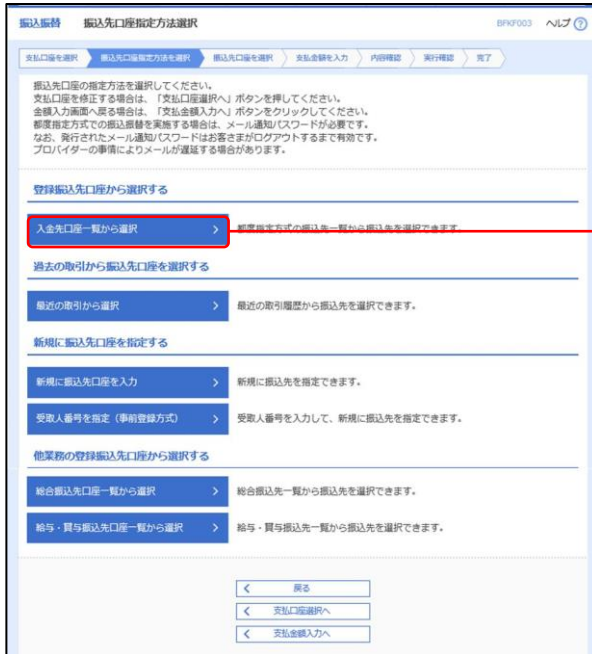 振込振替 振込先口座指定方法選択 BFKF003 ヘルプ ?
支払口座を選択 振込先口座指定方法を選択 振込先口座を選択 支払金額を入力 内容確認 実行確認 完了
振込先口座の指定方法を選択してください。
支払口座を修正する場合は、「支払口座選択へ」ボタンを押してください。
金額入力画面へ戻る場合は、「支払金額入力へ」ボタンをクリックしてください。
都度指定方式での振込振替を実施する場合は、メール通知パスワードが必要です。
なお、発行されたメール通知パスワードはお客さまがログアウトするまで有効です。
プロバイダーの事情によりメールが遅延する場合があります。
登録振込先口座から選択する
入金先口座一覧から選択 都度指定方式の振込先一覧から振込先を選択できます。
過去の取引から振込先口座を選択する
最近の取引から選択 最近の取引履歴から振込先を選択できます。
新規に振込先口座を指定する
新規に振込先口座を入力 新規に振込先を指定できます。
受取人番号を指定（事前登録方式） 受取人番号を入力して、新規に振込先を指定できます。
他業務の登録振込先口座から選択する
総合振込先口座一覧から選択 総合振込先一覧から振込先を選択できます。
給与・賞与振込先口座一覧から選択 給与・賞与振込先一覧から振込先を選択できます。
戻る
支払口座選択へ
支払金額入力へ